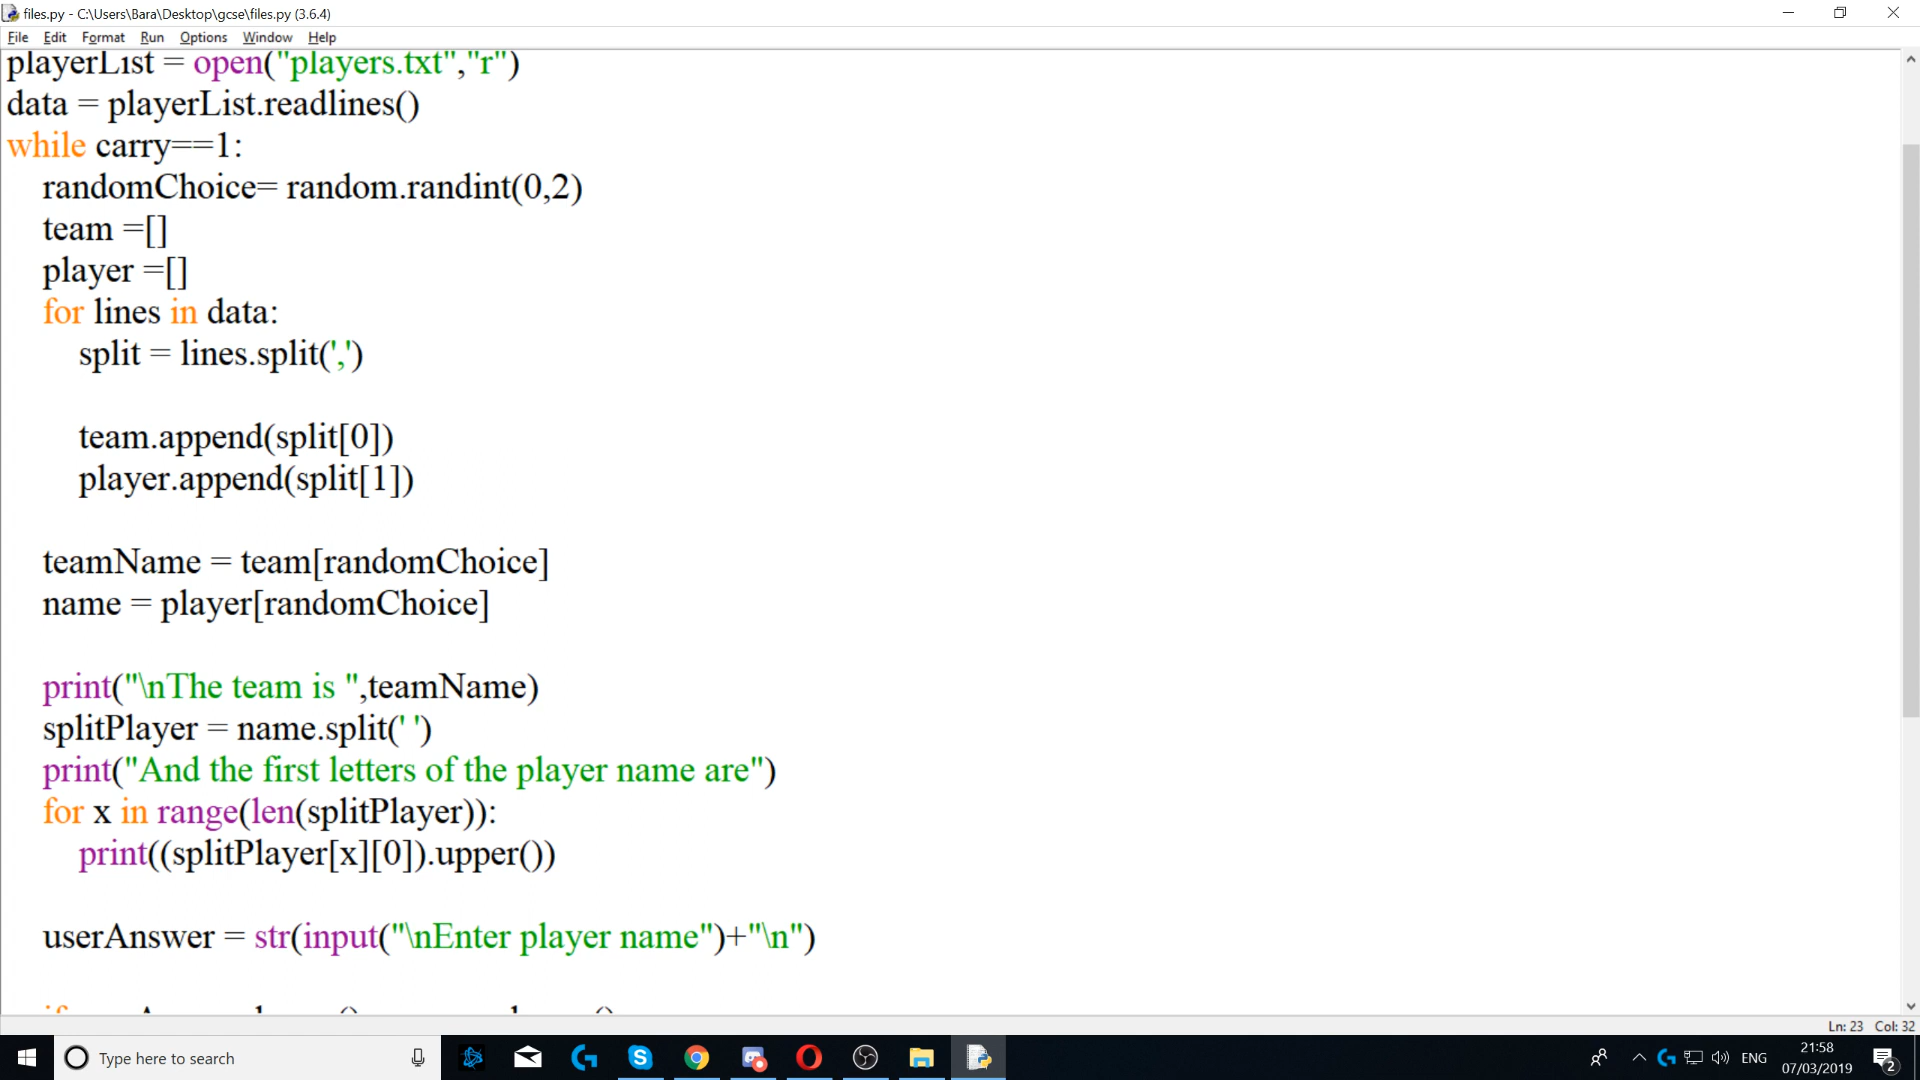 files.py - C:\Users\Bara\Desktop\gcse\files.py (3.6.4)
File Edit Format Run Options Window Help
playerList = open("players.txt","r")
data = playerList.readlines()
while carry==1:
    randomChoice= random.randint(0,2)
    team =[]
    player =[]
    for lines in data:
        split = lines.split(',')
        team.append(split[0])
        player.append(split[1])
    teamName = team[randomChoice]
    name = player[randomChoice]
    print("\nThe team is ",teamName)
    splitPlayer = name.split(' ')
    print("And the first letters of the player name are")
    for x in range(len(splitPlayer)):
        print((splitPlayer[x][0]).upper())
    userAnswer = str(input("\nEnter player name")+"\n")
Ln: 23 Col: 32
Type here to search
ENG
21:58
07/03/2019
2